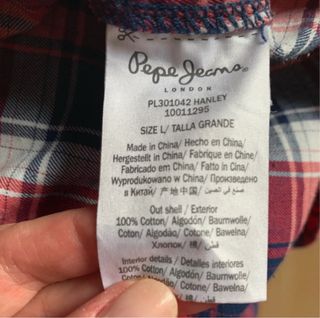 Pepe Jeans
LONDON
PL301042 HANLEY
10011295
SIZE L/ TALLA GRANDE
Made in China/ Hecho en China/
Hergestellt in China/ Fabrique en Chine/
Fabricado em China/ Fatto in Cina/
Wyprodukowano w China/ Произведено
в Китай/ 产地中国/ صنع في الصين
Out shell / Exterior
100% Cotton/ Algodón/ Baumwolle/
Coton/ Algodão/ Cotone/ Bawełna/
Хлопок/ 棉/ قطن/
Interior details / Detalles interiores
100% Cotton/ Algodón/ Baumwolle/
Coton/ Algodão/ Cotone/ Bawełna/